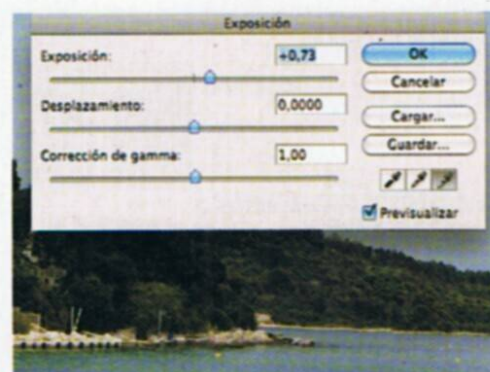 Exposición
Exposición: +0,73
Desplazamiento: 0,0000
Corrección de gamma: 1,00
OK
Cancelar
Cargar...
Guardar...
Previsualizar